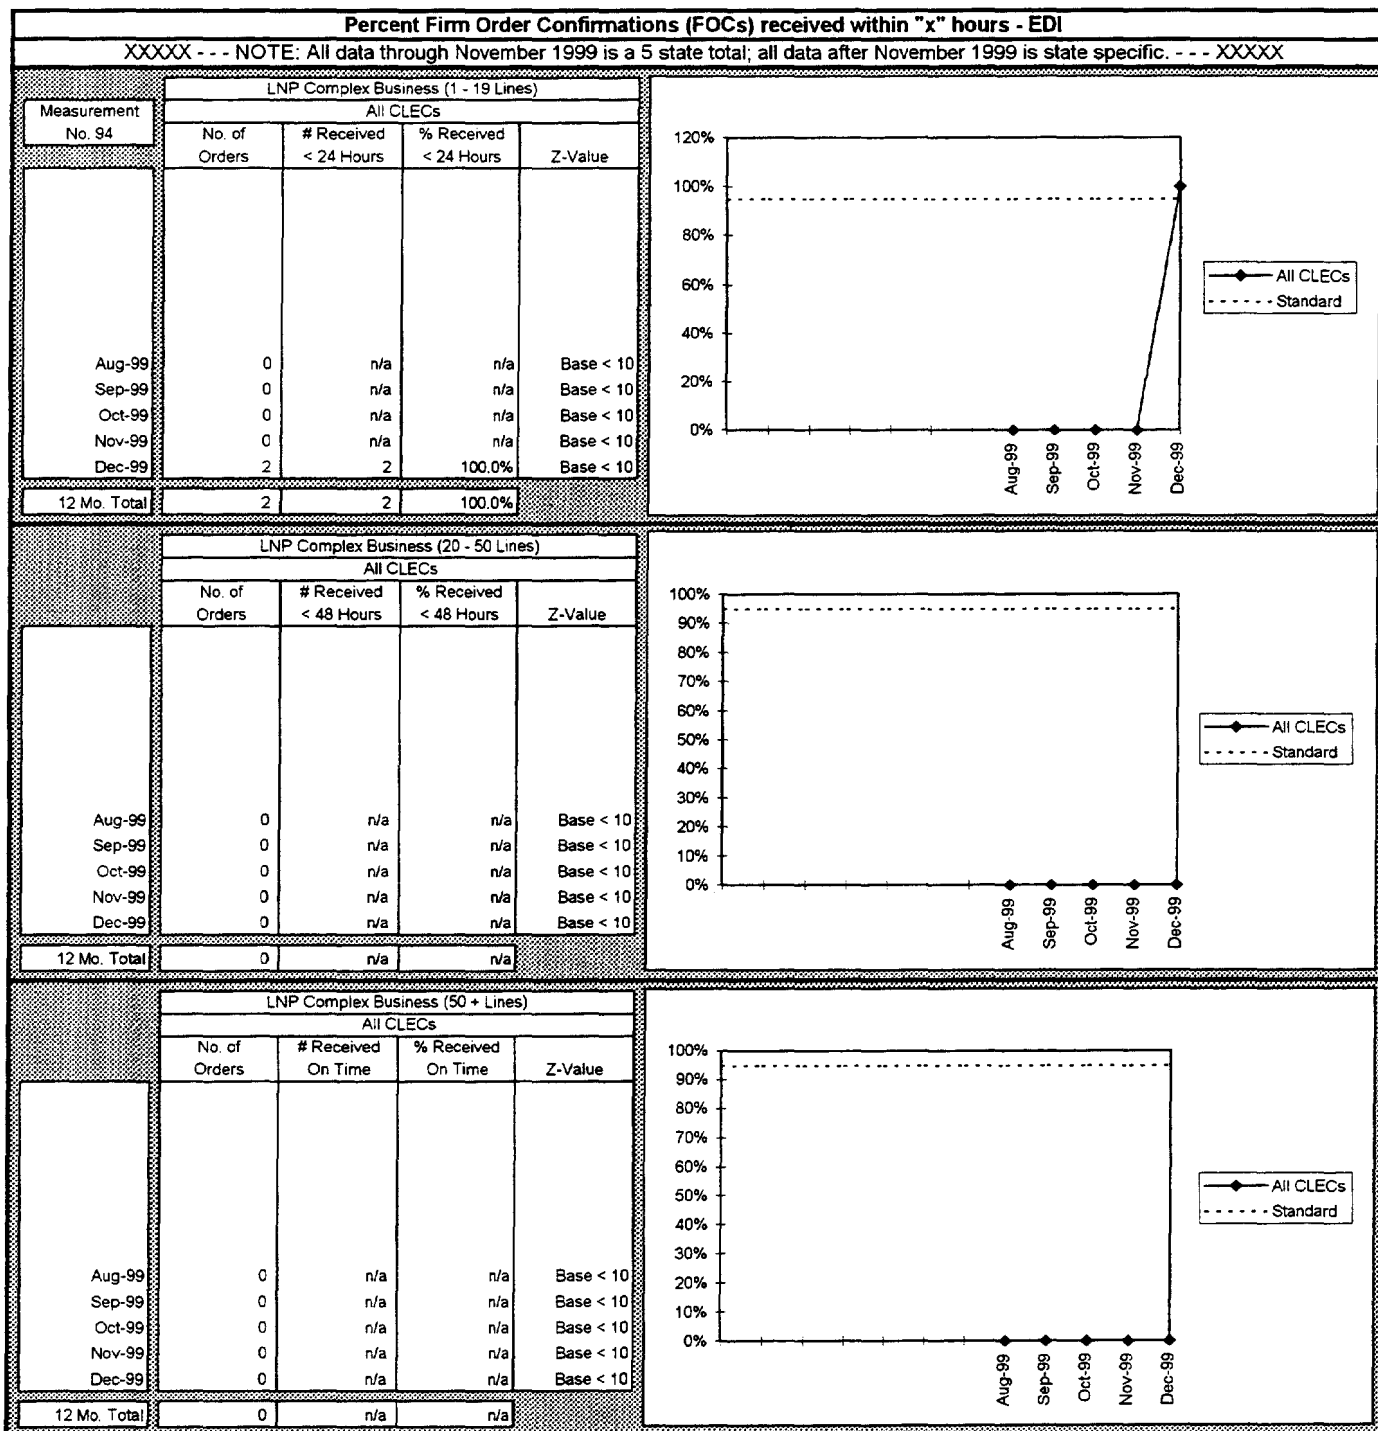 Percent Firm Order Confirmations (FOCs) received within "x" hours - EDI
XXXXX - - - NOTE: All data through November 1999 is a 5 state total; all data after November 1999 is state specific. - - - XXXXX
Measurement
No. 94
LNP Complex Business (1 - 19 Lines)
All CLECs
No. of # Received % Received
Orders < 24 Hours < 24 Hours Z-Value
Aug-99 0 n/a n/a Base < 10
Sep-99 0 n/a n/a Base < 10
Oct-99 0 n/a n/a Base < 10
Nov-99 0 n/a n/a Base < 10
Dec-99 2 2 100.0% Base < 10
12 Mo. Total 2 2 100.0%
120%
100%
80%
60%
40%
20%
0%
Aug-99 Sep-99 Oct-99 Nov-99 Dec-99
All CLECs
Standard
LNP Complex Business (20 - 50 Lines)
All CLECs
No. of # Received % Received
Orders < 48 Hours < 48 Hours Z-Value
Aug-99 0 n/a n/a Base < 10
Sep-99 0 n/a n/a Base < 10
Oct-99 0 n/a n/a Base < 10
Nov-99 0 n/a n/a Base < 10
Dec-99 0 n/a n/a Base < 10
12 Mo. Total 0 n/a n/a
100%
90%
80%
70%
60%
50%
40%
30%
20%
10%
0%
Aug-99 Sep-99 Oct-99 Nov-99 Dec-99
All CLECs
Standard
LNP Complex Business (50 + Lines)
All CLECs
No. of # Received % Received
Orders On Time On Time Z-Value
Aug-99 0 n/a n/a Base < 10
Sep-99 0 n/a n/a Base < 10
Oct-99 0 n/a n/a Base < 10
Nov-99 0 n/a n/a Base < 10
Dec-99 0 n/a n/a Base < 10
12 Mo. Total 0 n/a n/a
100%
90%
80%
70%
60%
50%
40%
30%
20%
10%
0%
Aug-99 Sep-99 Oct-99 Nov-99 Dec-99
All CLECs
Standard